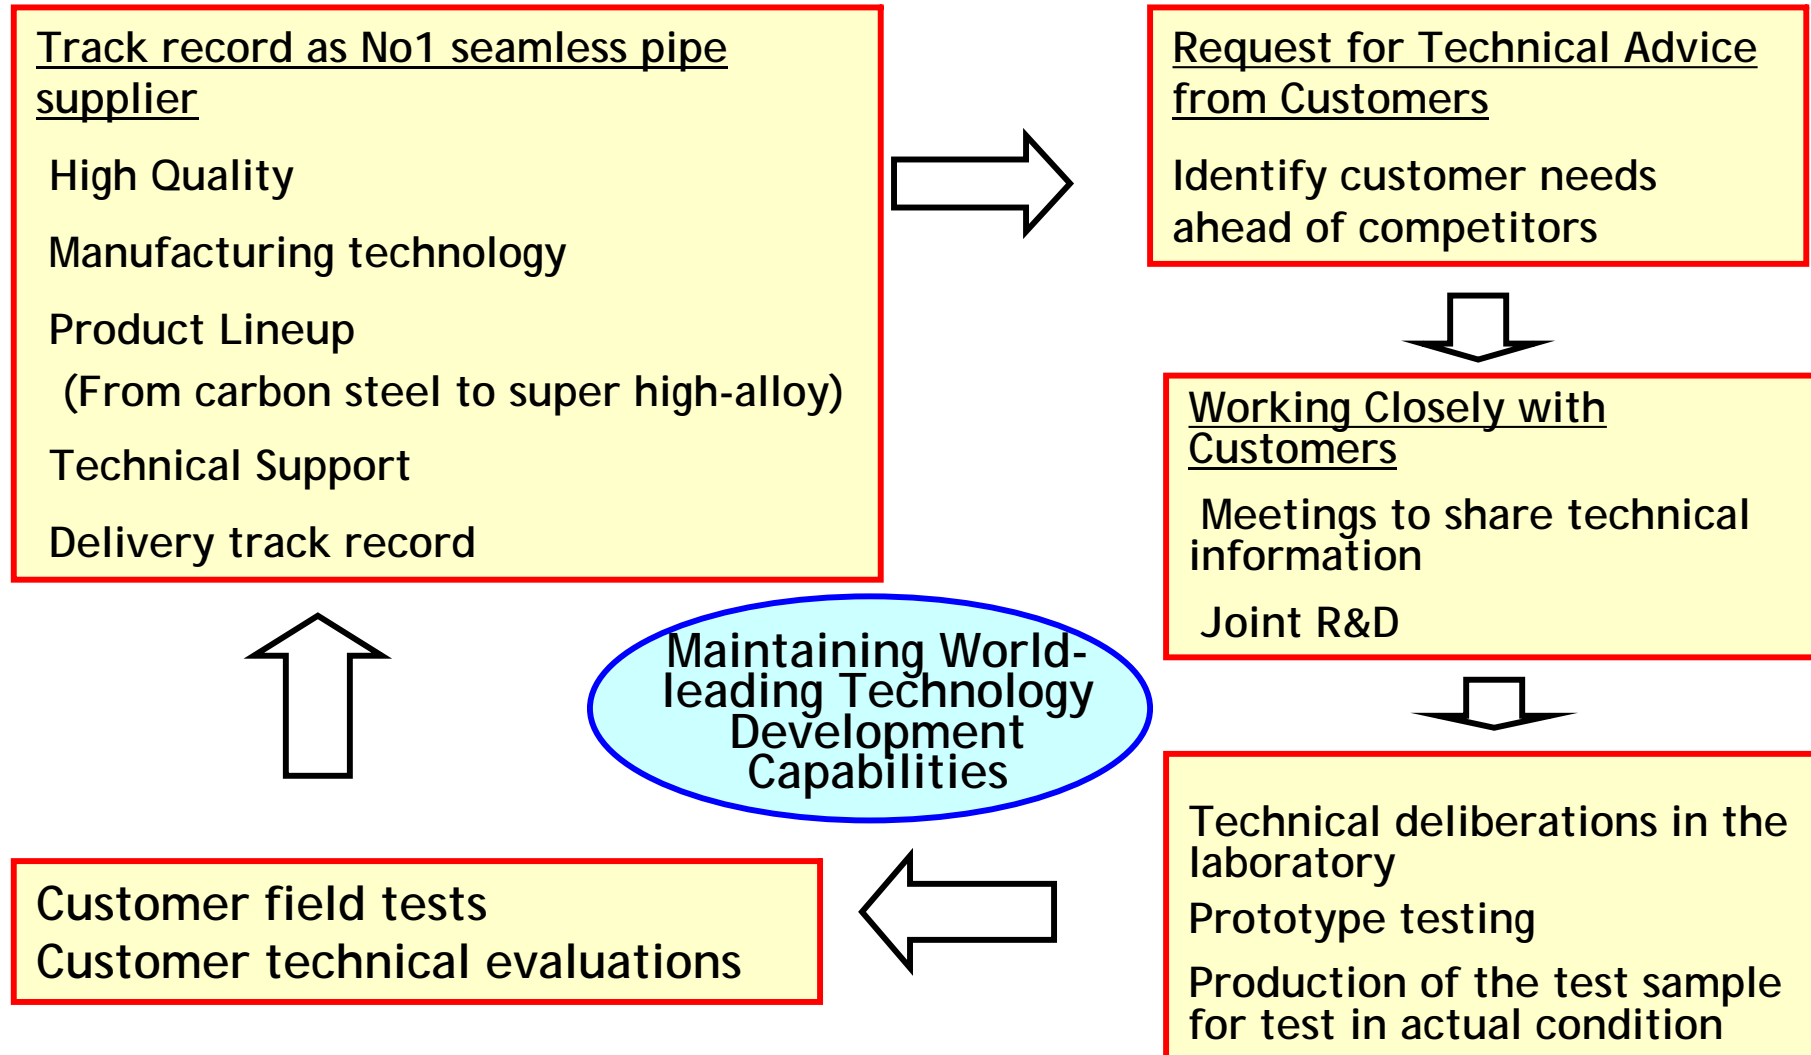 Track record as No1 seamless pipe
supplier
High Quality
Manufacturing technology
Product Lineup
(From carbon steel to super high-alloy)
Technical Support
Delivery track record
Request for Technical Advice
from Customers
Identify customer needs
ahead of competitors
Working Closely with
Customers
Meetings to share technical
information
Joint R&D
Technical deliberations in the
laboratory
Prototype testing
Production of the test sample
for test in actual condition
Customer field tests
Customer technical evaluations
Maintaining World-
leading Technology
Development
Capabilities